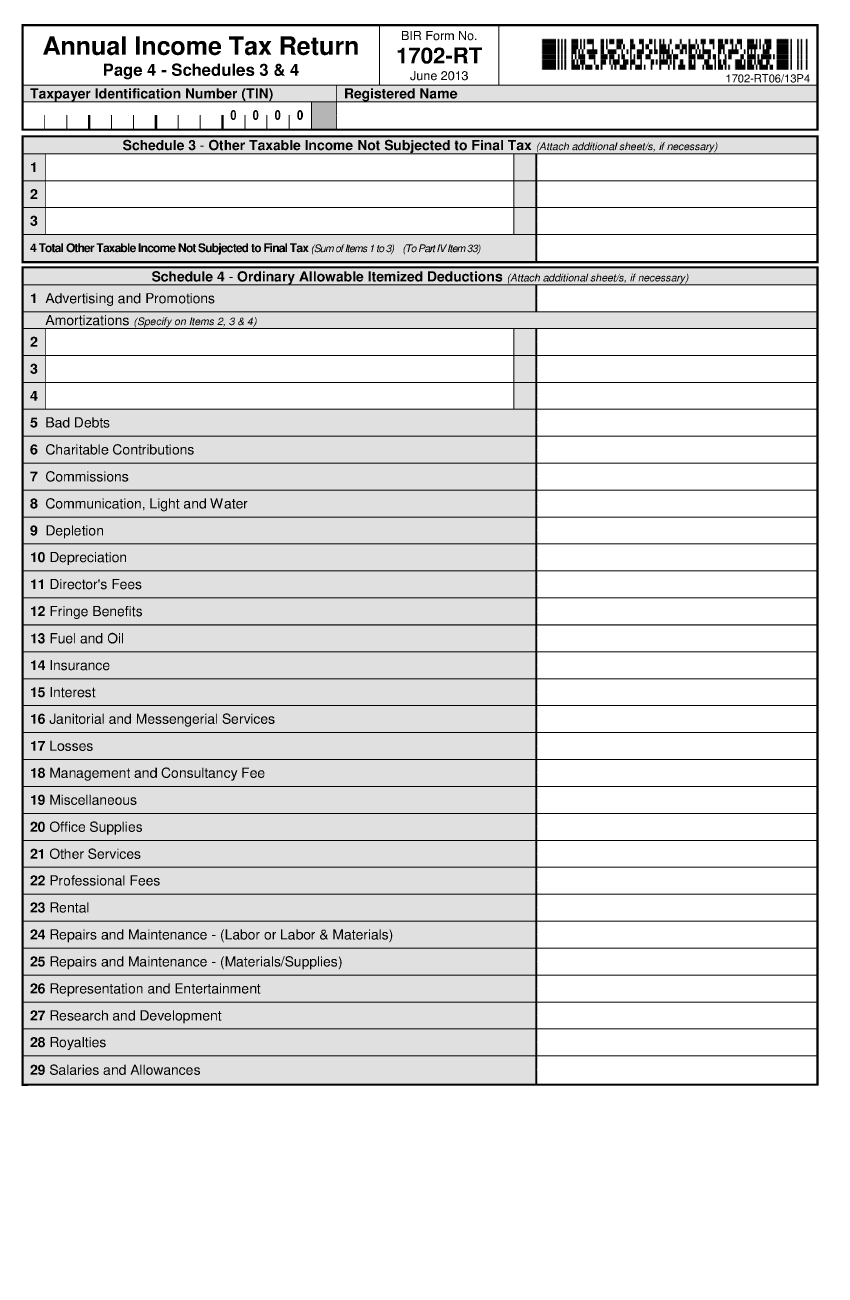 Annual Income Tax Return
Page 4 - Schedules 3 & 4
BIR Form No.
1702-RT
June 2013
1702-RT06/13P4
Taxpayer Identification Number (TIN)
Registered Name
0 0 0 0
Schedule 3 - Other Taxable Income Not Subjected to Final Tax (Attach additional sheet/s, if necessary)
1
2
3
4 Total Other Taxable Income Not Subjected to Final Tax (Sum of Items 1 to 3) (To Part IV Item 33)
Schedule 4 - Ordinary Allowable Itemized Deductions (Attach additional sheet/s, if necessary)
1 Advertising and Promotions
Amortizations (Specify on Items 2, 3 & 4)
2
3
4
5 Bad Debts
6 Charitable Contributions
7 Commissions
8 Communication, Light and Water
9 Depletion
10 Depreciation
11 Director's Fees
12 Fringe Benefits
13 Fuel and Oil
14 Insurance
15 Interest
16 Janitorial and Messengerial Services
17 Losses
18 Management and Consultancy Fee
19 Miscellaneous
20 Office Supplies
21 Other Services
22 Professional Fees
23 Rental
24 Repairs and Maintenance - (Labor or Labor & Materials)
25 Repairs and Maintenance - (Materials/Supplies)
26 Representation and Entertainment
27 Research and Development
28 Royalties
29 Salaries and Allowances